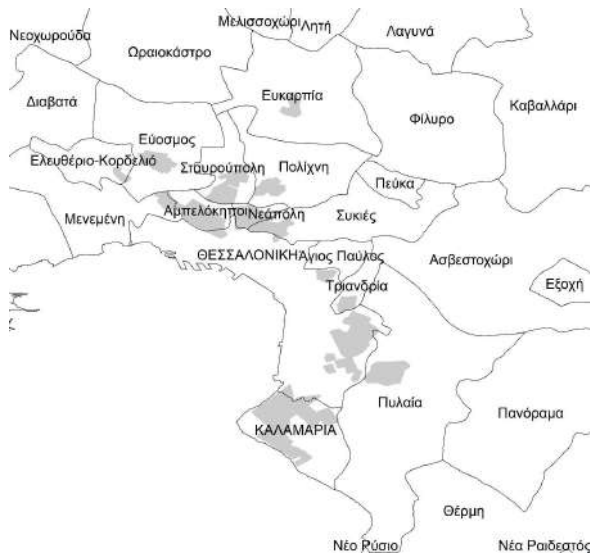 Μελισσοχώρι
Λητή
Λαγυνά
Νεοχωρούδα
Ωραιοκάστρο
Διαβατά
Ευκαρπία
Καβαλλάρι
Φίλυρο
Εύοσμος
Ελευθέριο-Κορδελιό
Σταυρούπολη
Πολίχνη
Πεύκα
Μενεμένη
Αμπελόκηποι
Νεάπολη
Συκιές
ΘΕΣΣΑΛΟΝΙΚΗ
Άγιος Παύλος
Ασβεστοχώρι
Τριανδρία
Εξοχή
Πυλαία
Πανόραμα
ΚΑΛΑΜΑΡΙΑ
Θέρμη
Νέο Ρύσιο
Νέα Ραιδεστός